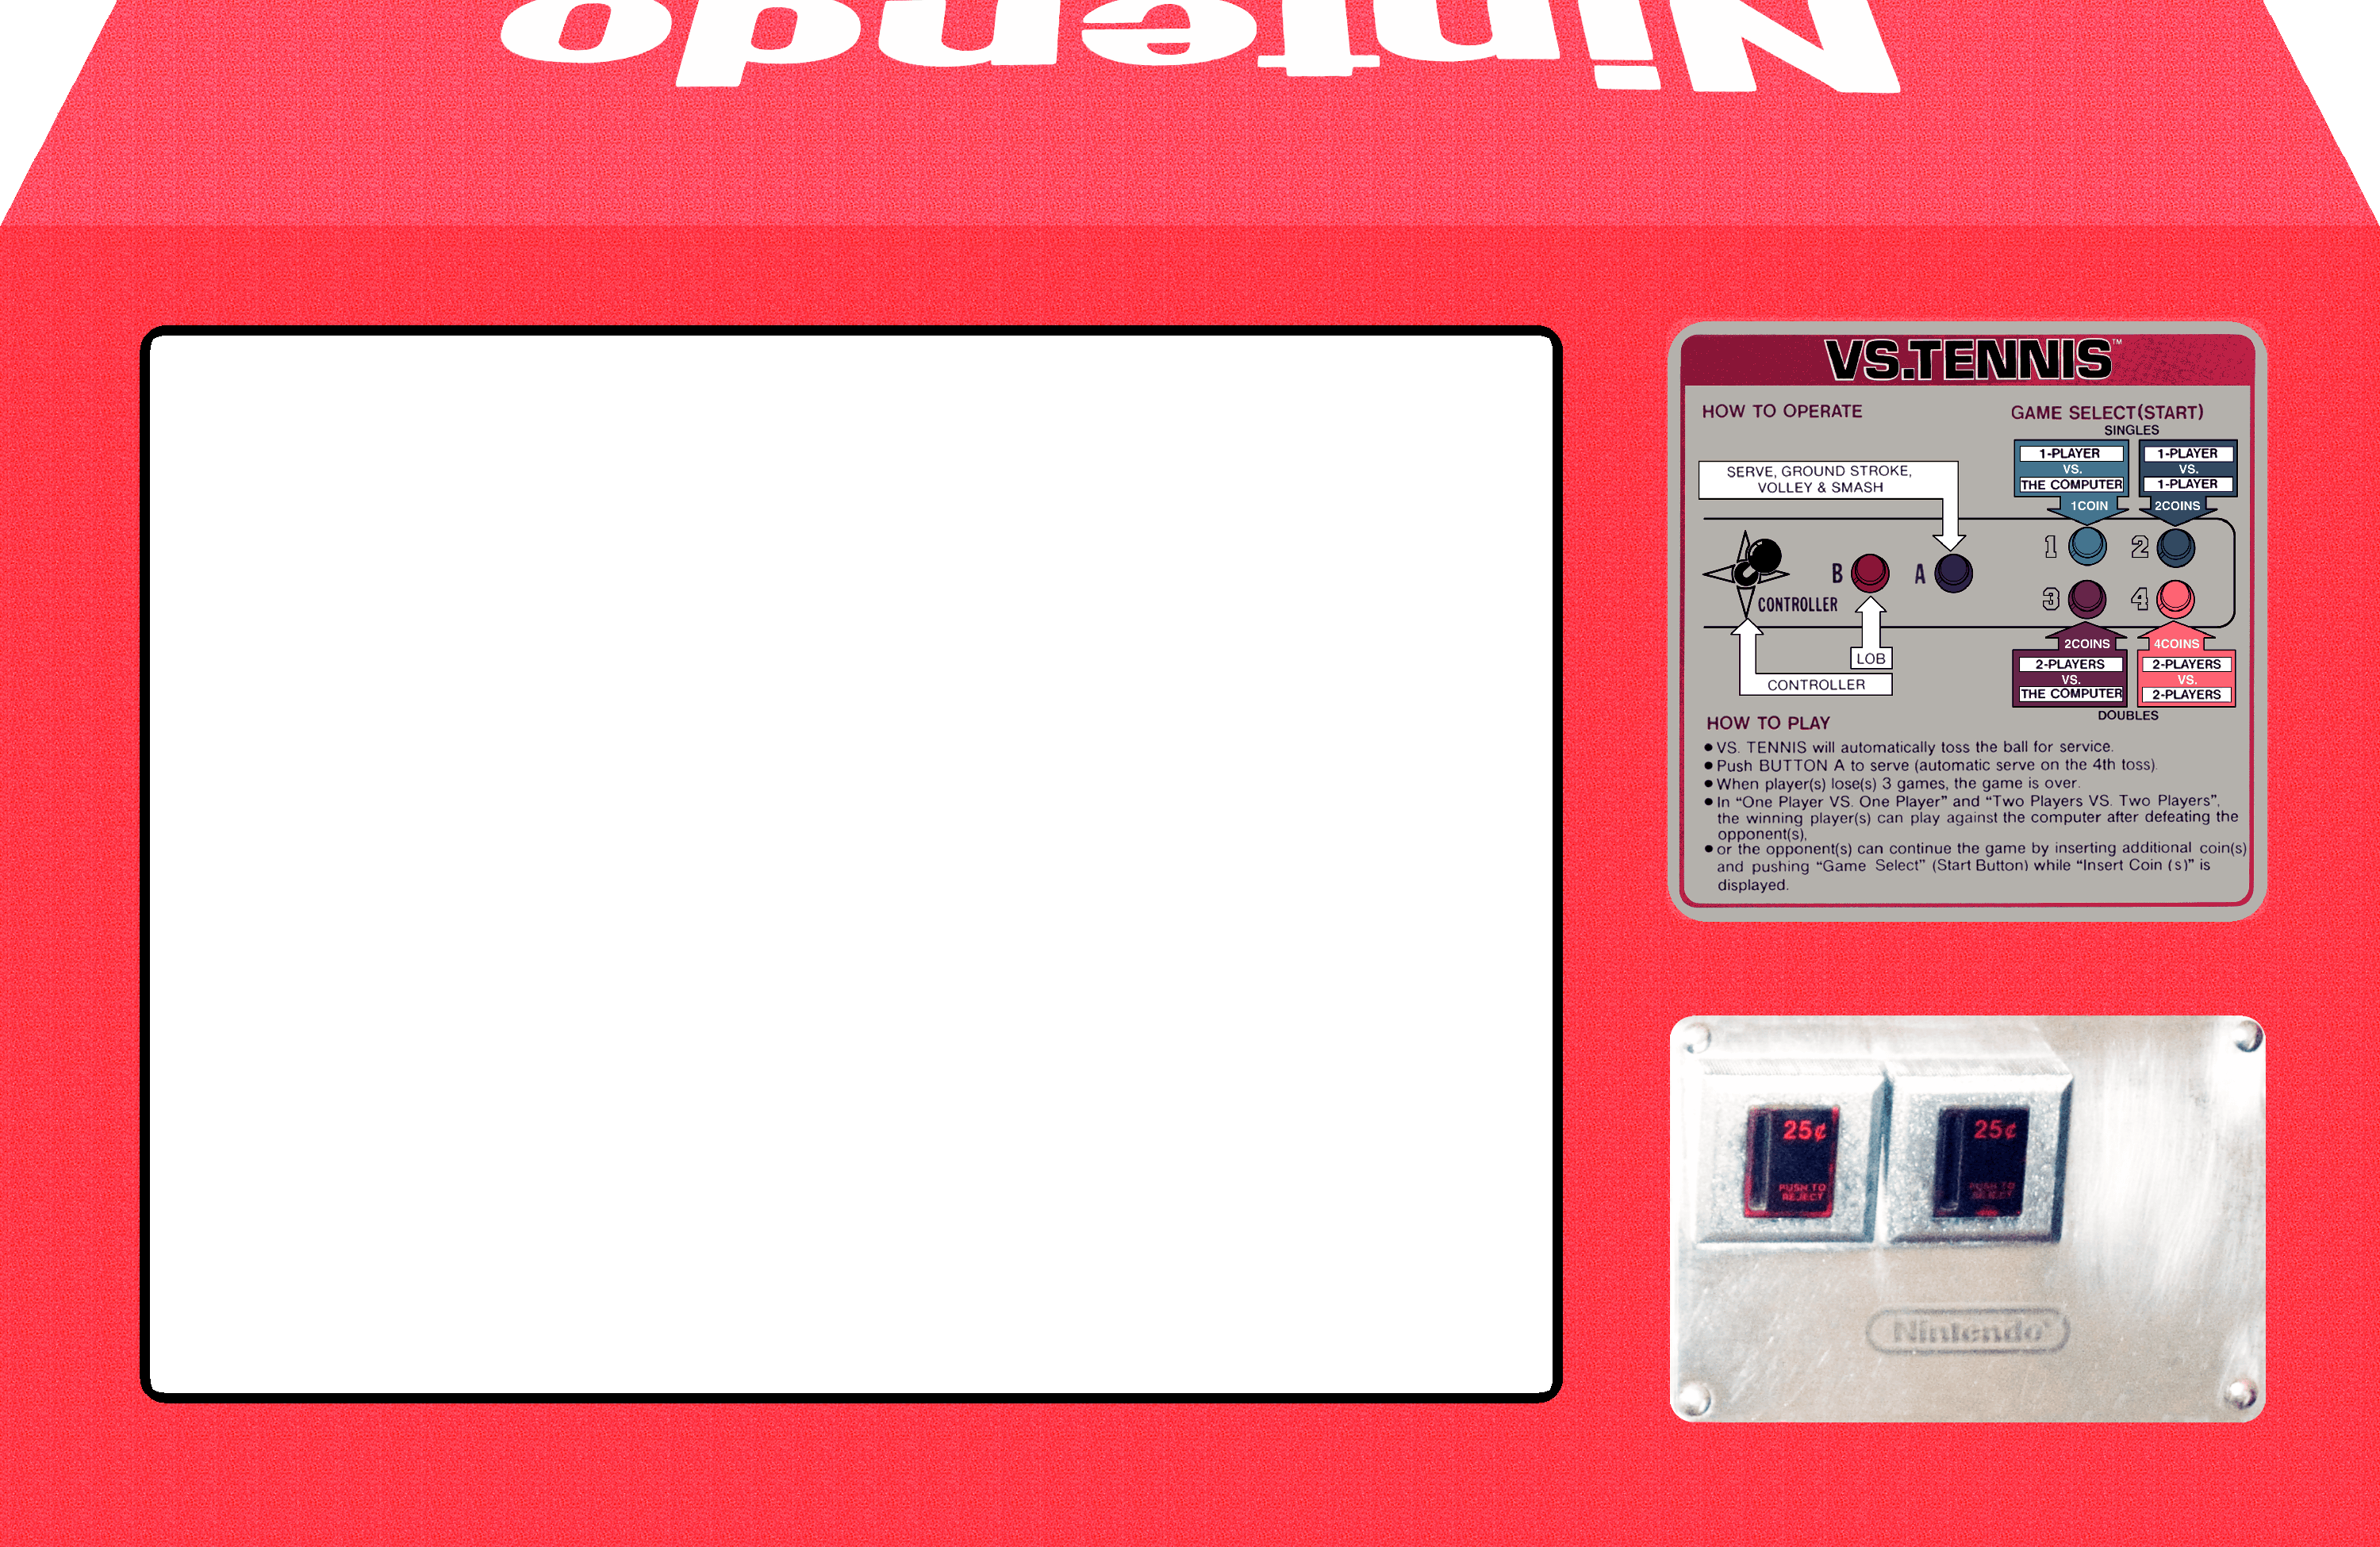 Nintendo
VS.TENNIS™
HOW TO OPERATE
GAME SELECT(START)
SINGLES
1-PLAYER
VS.
THE COMPUTER
1COIN
1-PLAYER
VS.
1-PLAYER
2COINS
SERVE, GROUND STROKE,
VOLLEY & SMASH
1
2
B
A
3
4
CONTROLLER
LOB
CONTROLLER
2COINS
2-PLAYERS
VS.
THE COMPUTER
4COINS
2-PLAYERS
VS.
2-PLAYERS
DOUBLES
HOW TO PLAY
● VS. TENNIS will automatically toss the ball for service.
● Push BUTTON A to serve (automatic serve on the 4th toss).
● When player(s) lose(s) 3 games, the game is over.
● In “One Player VS. One Player” and “Two Players VS. Two Players”,
the winning player(s) can play against the computer after defeating the
opponent(s),
● or the opponent(s) can continue the game by inserting additional coin(s)
and pushing “Game Select” (Start Button) while “Insert Coin (s)” is
displayed.
25¢
PUSH TO
REJECT
25¢
PUSH TO
REJECT
Nintendo®